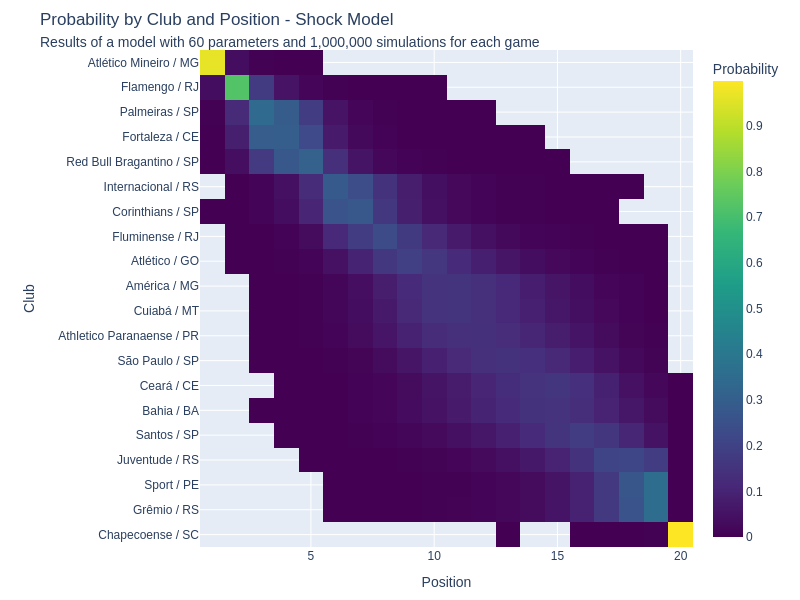 Probability by Club and Position - Shock Model
Results of a model with 60 parameters and 1,000,000 simulations for each game
Probability
Club
Atlético Mineiro / MG
Flamengo / RJ
Palmeiras / SP
Fortaleza / CE
Red Bull Bragantino / SP
Internacional / RS
Corinthians / SP
Fluminense / RJ
Atlético / GO
América / MG
Cuiabá / MT
Athletico Paranaense / PR
São Paulo / SP
Ceará / CE
Bahia / BA
Santos / SP
Juventude / RS
Sport / PE
Grêmio / RS
Chapecoense / SC
0.9
0.8
0.7
0.6
0.5
0.4
0.3
0.2
0.1
0
5
10
15
20
Position